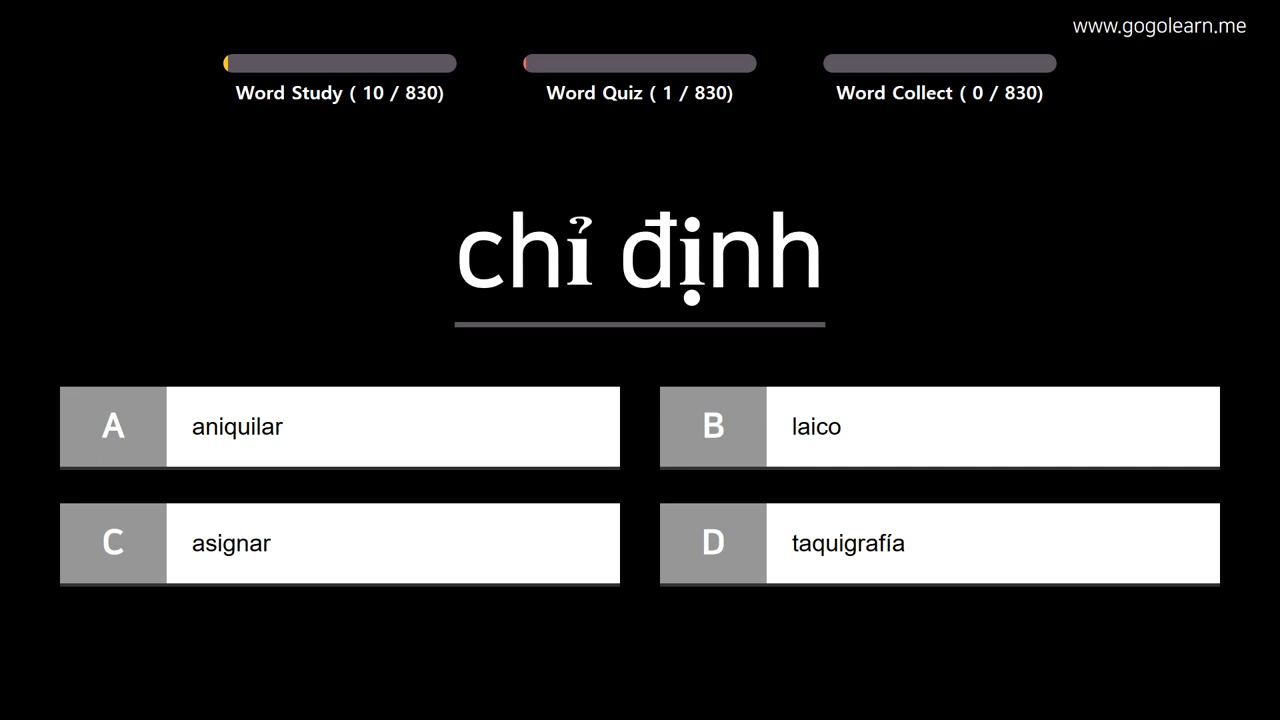 www.gogolearn.me
Word Study ( 10 / 830)
Word Quiz ( 1 / 830)
Word Collect ( 0 / 830)
chỉ định
A
aniquilar
B
laico
C
asignar
D
taquigrafía